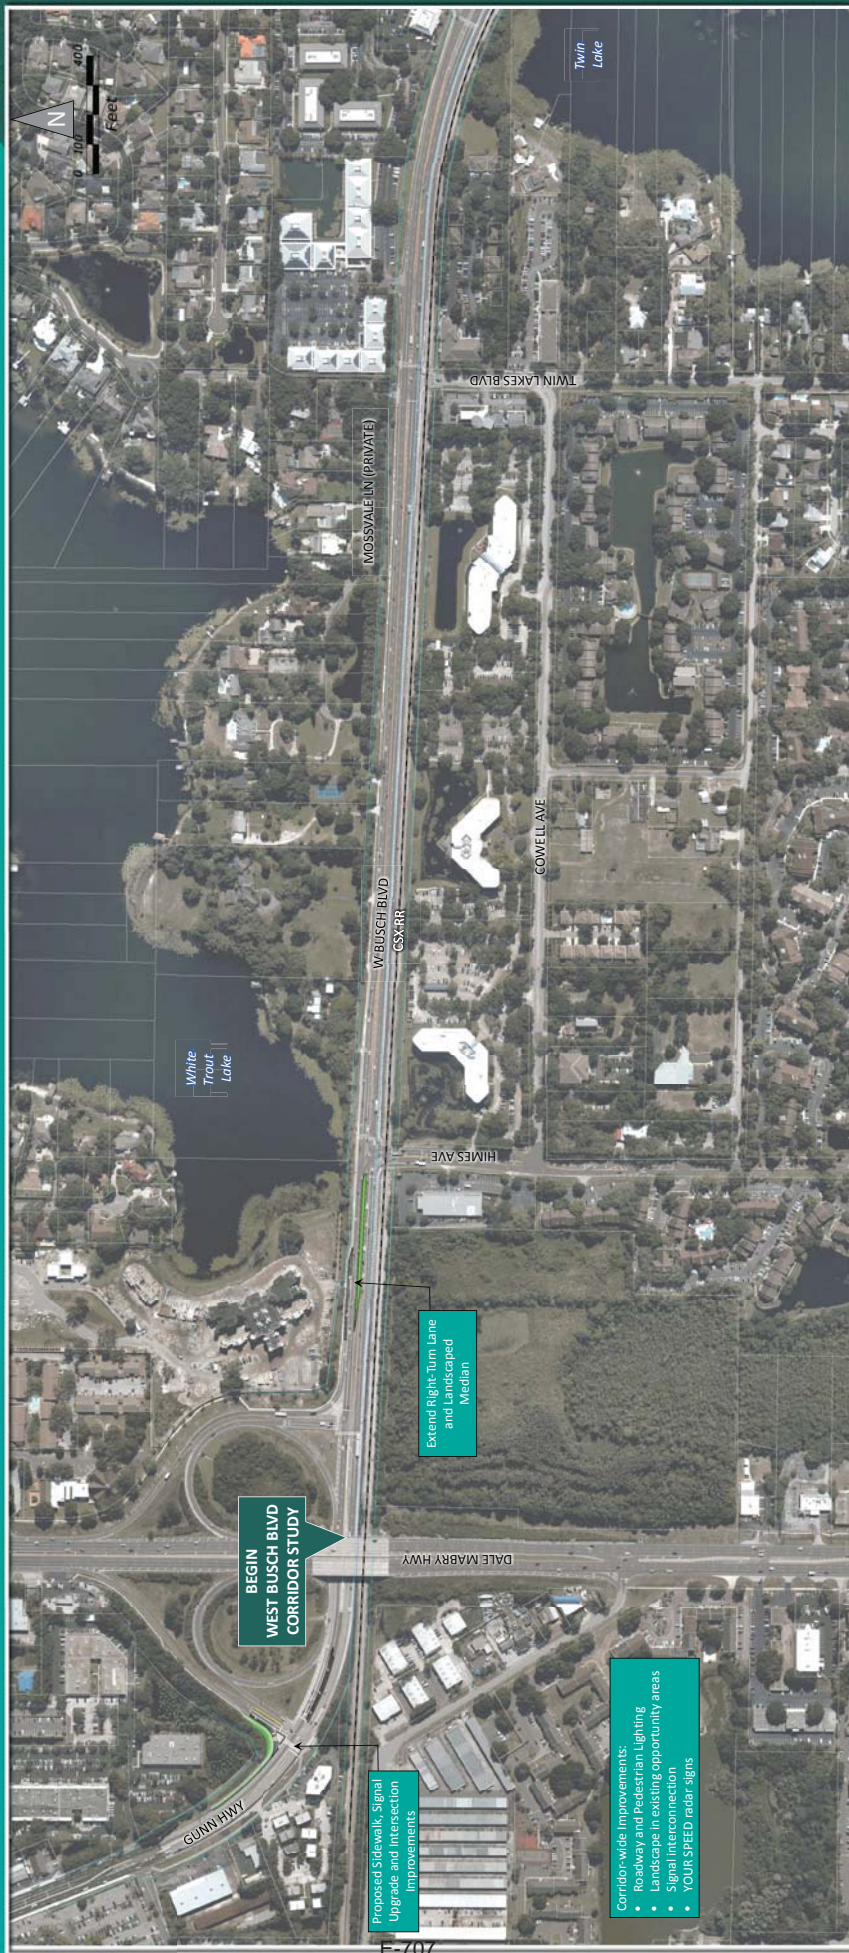 Twin
Lake
N
0 100 400
Feet
TWIN LAKES BLVD
MOSSVALE LN (PRIVATE)
COWELL AVE
W BUSCH BLVD
CSX RR
White
Trout
Lake
HIMES AVE
Extend Right-Turn Lane
and Landscaped
Median
BEGIN
WEST BUSCH BLVD
CORRIDOR STUDY
DALE MABRY HWY
GUNN HWY
Proposed Sidewalk, Signal
Upgrade and Intersection
Improvements
Corridor-wide Improvements:
• Roadway and Pedestrian Lighting
• Landscape in existing opportunity areas
• Signal interconnection
• YOUR SPEED radar signs
E-707